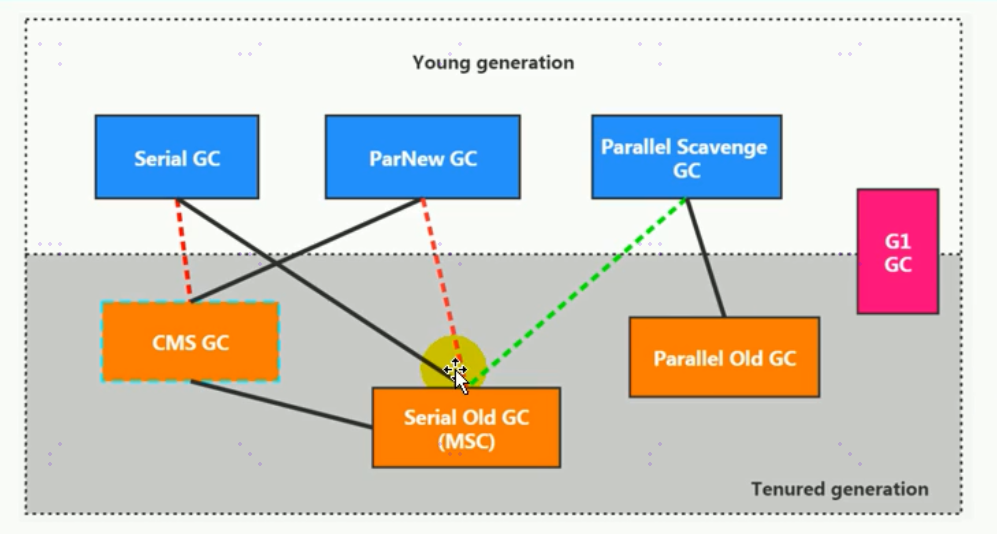 Young generation
Serial GC
ParNew GC
Parallel Scavenge
GC
G1
GC
CMS GC
Parallel Old GC
Serial Old GC
(MSC)
Tenured generation